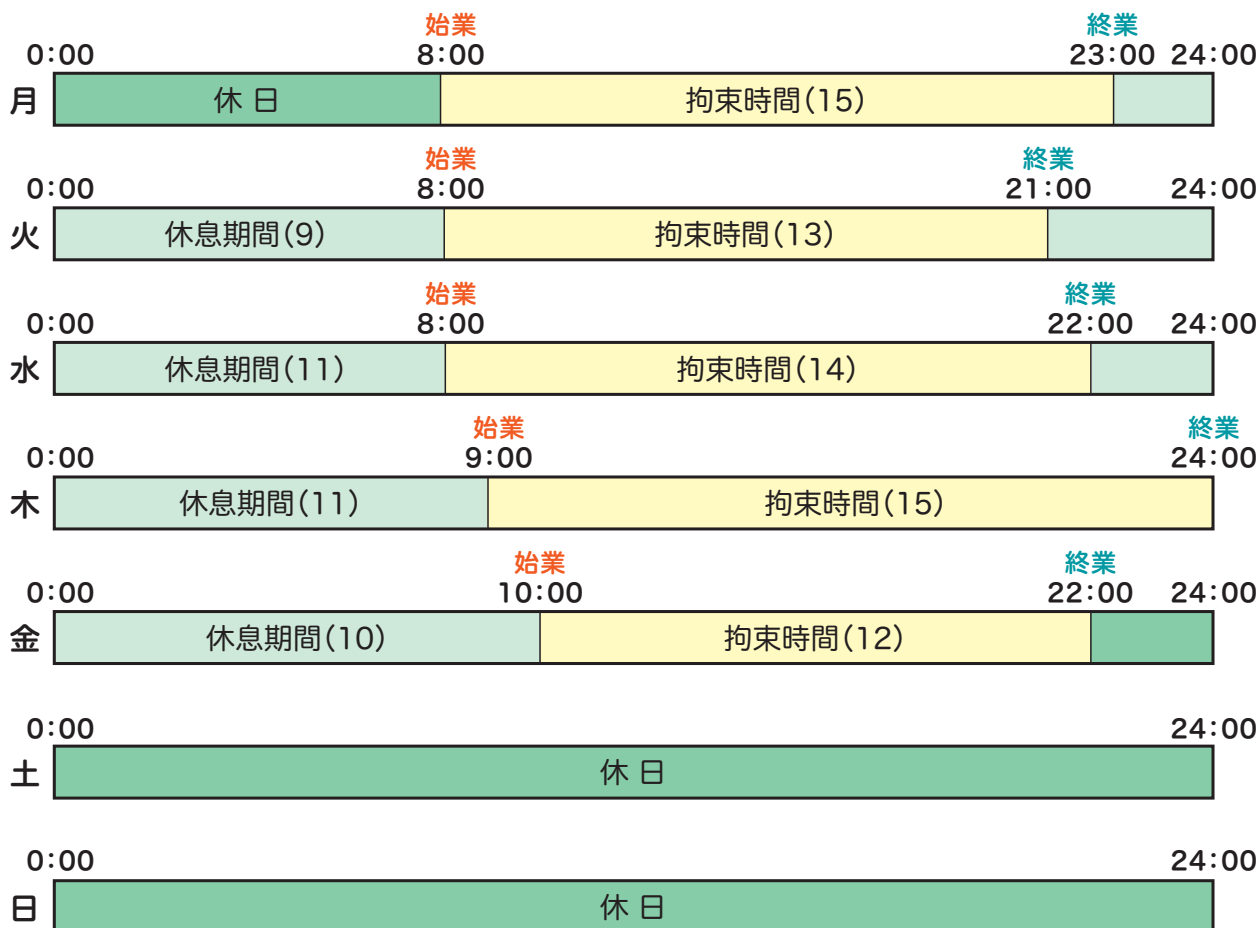 始業 終業
0:00 8:00 23:00 24:00
月 休日 拘束時間(15)
始業 終業
0:00 8:00 21:00 24:00
火 休息期間(9) 拘束時間(13)
始業 終業
0:00 8:00 22:00 24:00
水 休息期間(11) 拘束時間(14)
始業 終業
0:00 9:00 24:00
木 休息期間(11) 拘束時間(15)
始業 終業
0:00 10:00 22:00 24:00
金 休息期間(10) 拘束時間(12)
0:00 24:00
土 休日
0:00 24:00
日 休日